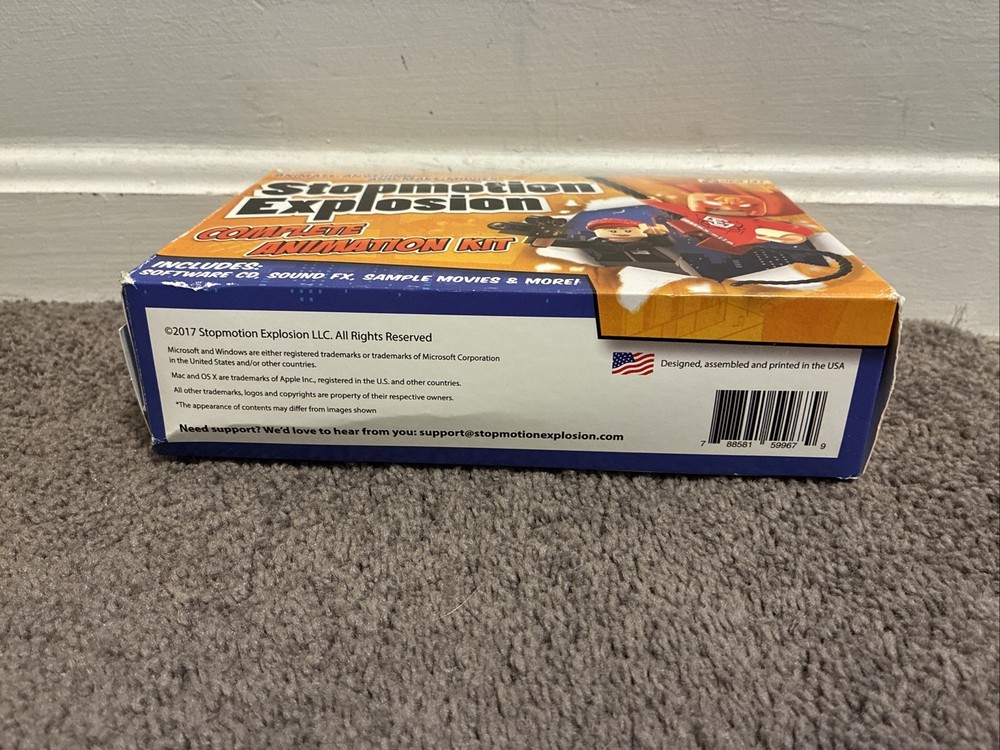 Stopmotion
Explosion
COMPLETE
ANIMATION KIT
INCLUDES:
SOFTWARE CD, SOUND FX, SAMPLE MOVIES & MORE!
©2017 Stopmotion Explosion LLC. All Rights Reserved
Microsoft and Windows are either registered trademarks or trademarks of Microsoft Corporation
in the United States and/or other countries.
Mac and OS X are trademarks of Apple Inc., registered in the U.S. and other countries.
All other trademarks, logos and copyrights are property of their respective owners.
*The appearance of contents may differ from images shown
Need support? We'd love to hear from you: support@stopmotionexplosion.com
Designed, assembled and printed in the USA
7 88581 59967 9